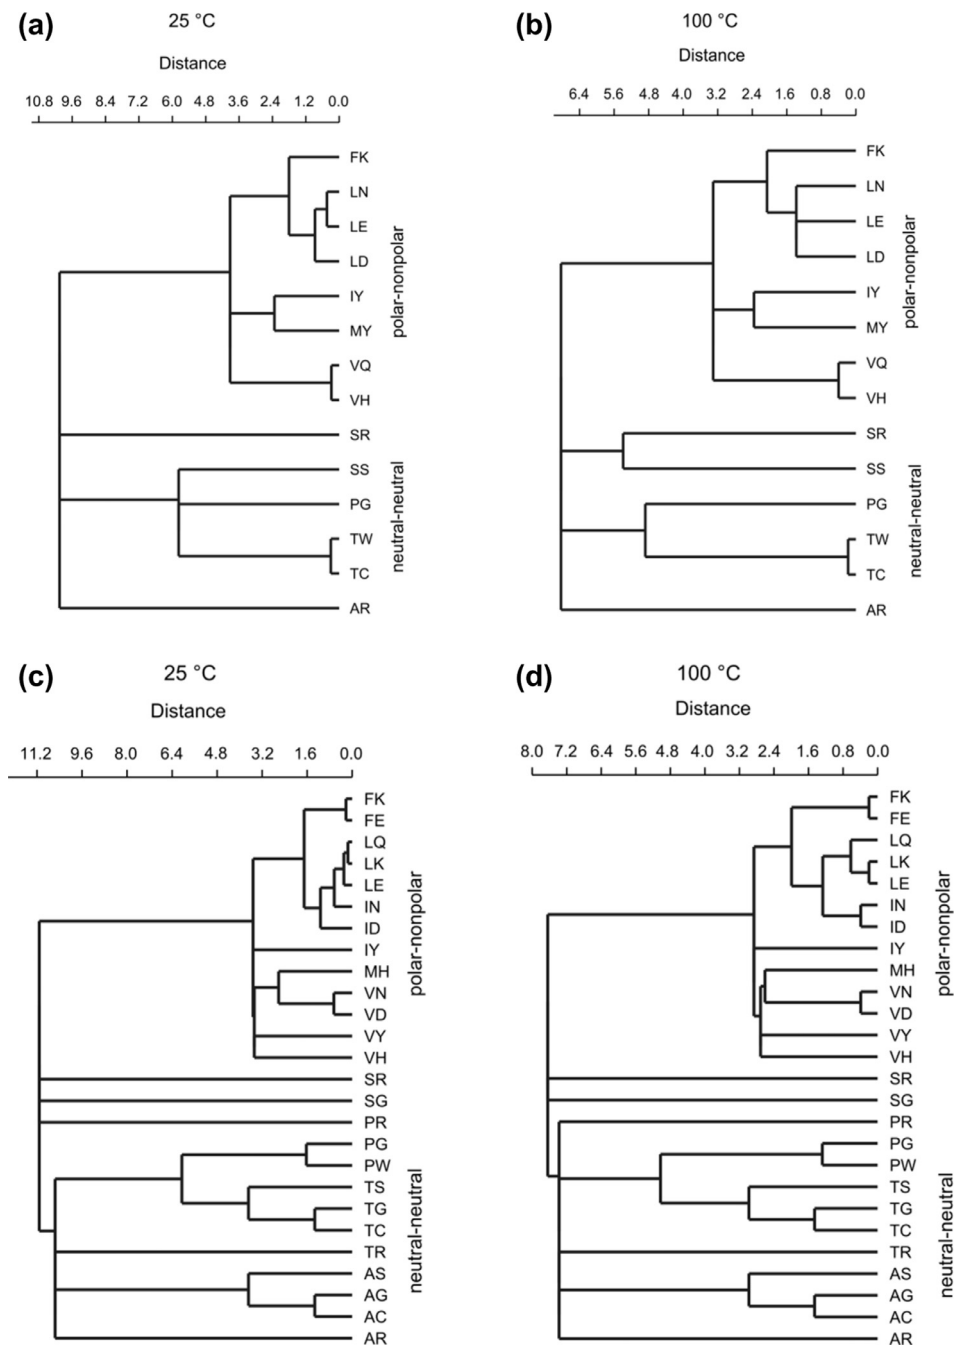 (a)
25 °C
Distance
10.8 9.6 8.4 7.2 6.0 4.8 3.6 2.4 1.2 0.0
FK
LN
LE
LD
IY
MY
VQ
VH
SR
SS
PG
TW
TC
AR
polar-nonpolar
neutral-neutral
(b)
100 °C
Distance
6.4 5.6 4.8 4.0 3.2 2.4 1.6 0.8 0.0
FK
LN
LE
LD
IY
MY
VQ
VH
SR
SS
PG
TW
TC
AR
polar-nonpolar
neutral-neutral
(c)
25 °C
Distance
11.2 9.6 8.0 6.4 4.8 3.2 1.6 0.0
FK
FE
LQ
LK
LE
IN
ID
IY
MH
VN
VD
VY
VH
SR
SG
PR
PG
PW
TS
TG
TC
TR
AS
AG
AC
AR
polar-nonpolar
neutral-neutral
(d)
100 °C
Distance
8.0 7.2 6.4 5.6 4.8 4.0 3.2 2.4 1.6 0.8 0.0
FK
FE
LQ
LK
LE
IN
ID
IY
MH
VN
VD
VY
VH
SR
SG
PR
PG
PW
TS
TG
TC
TR
AS
AG
AC
AR
polar-nonpolar
neutral-neutral